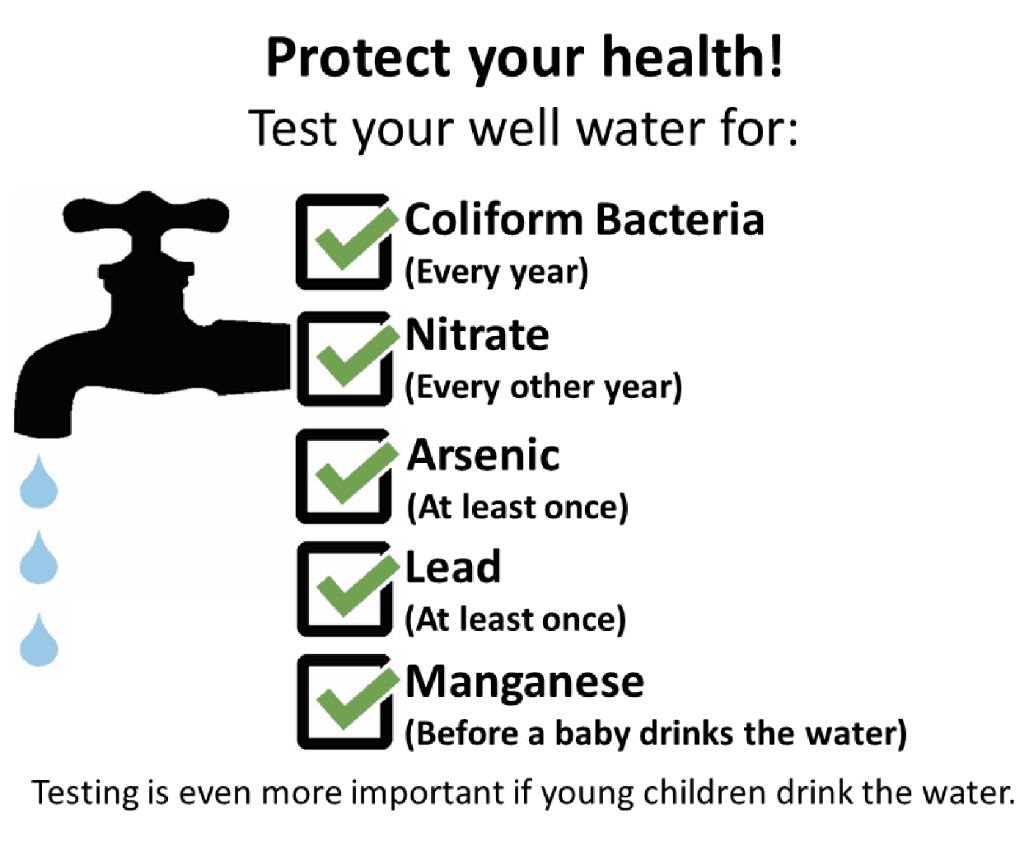 Protect your health!
Test your well water for:
Coliform Bacteria
(Every year)
Nitrate
(Every other year)
Arsenic
(At least once)
Lead
(At least once)
Manganese
(Before a baby drinks the water)
Testing is even more important if young children drink the water.